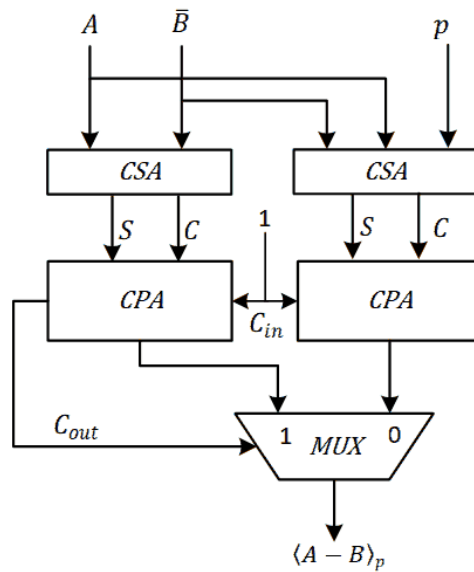 A B̄ p
CSA CSA
S C S C
1
CPA CPA
C_in
C_out
1 MUX 0
⟨A − B⟩_p